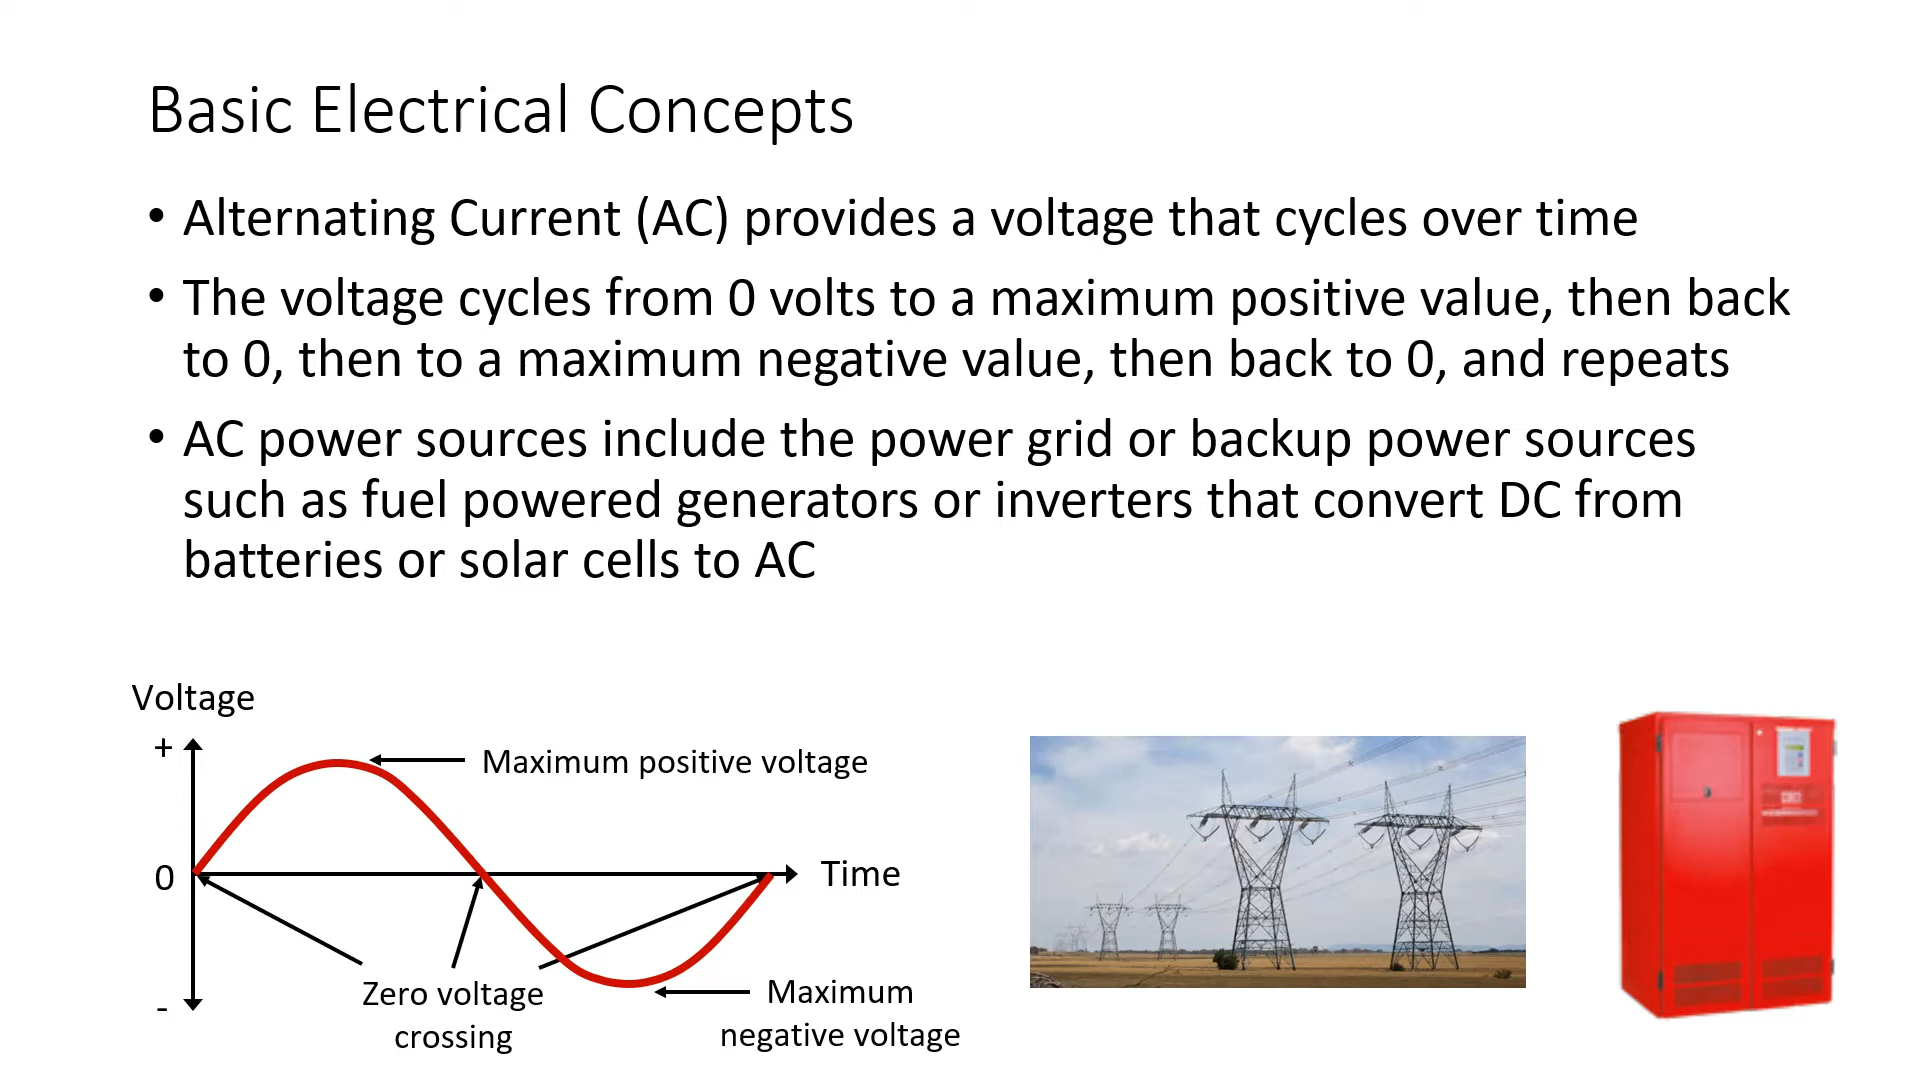 Basic Electrical Concepts
• Alternating Current (AC) provides a voltage that cycles over time
• The voltage cycles from 0 volts to a maximum positive value, then back
to 0, then to a maximum negative value, then back to 0, and repeats
• AC power sources include the power grid or backup power sources
such as fuel powered generators or inverters that convert DC from
batteries or solar cells to AC
Voltage
+
Maximum positive voltage
0
Time
Zero voltage
crossing
-
Maximum
negative voltage